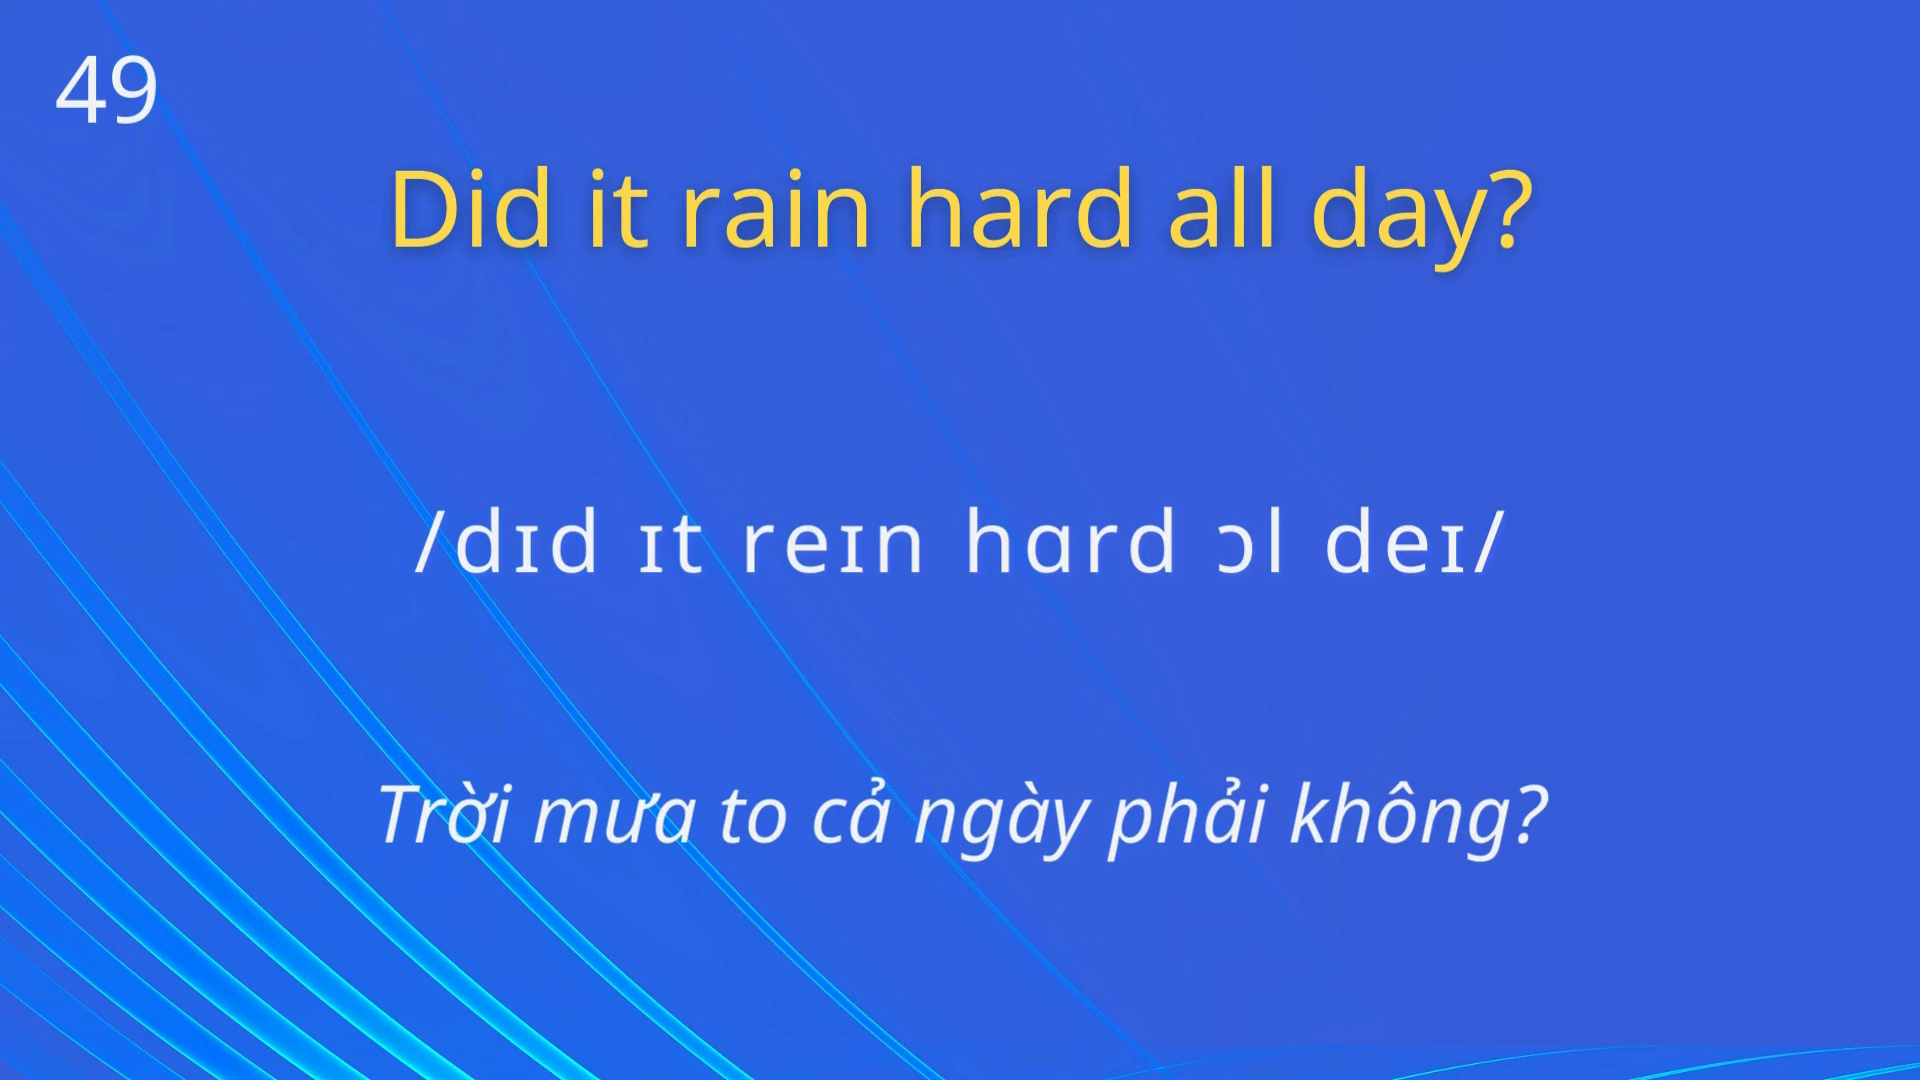 49
Did it rain hard all day?
/dɪd ɪt reɪn hɑrd ɔl deɪ/
Trời mưa to cả ngày phải không?